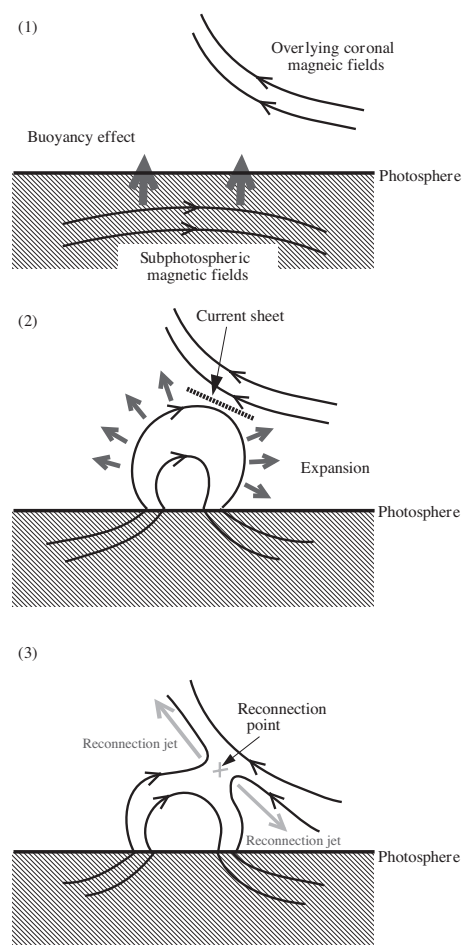 (1)
Overlying coronal
magneic fields
Buoyancy effect
Photosphere
Subphotospheric
magnetic fields
(2)
Current sheet
Expansion
Photosphere
(3)
Reconnection
point
Reconnection jet
Reconnection jet
Photosphere